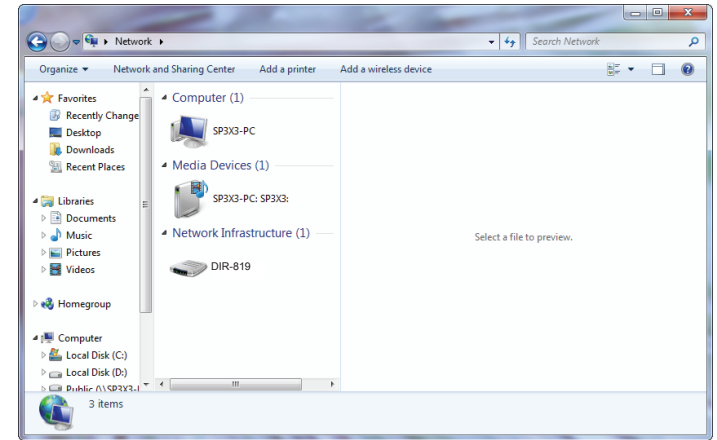 Network
Search Network
Organize Network and Sharing Center Add a printer Add a wireless device
Favorites
Recently Change
Desktop
Downloads
Recent Places
Libraries
Documents
Music
Pictures
Videos
Homegroup
Computer
Local Disk (C:)
Local Disk (D:)
Public (\\SP3X3-
Computer (1)
SP3X3-PC
Media Devices (1)
SP3X3-PC: SP3X3:
Network Infrastructure (1)
DIR-819
Select a file to preview.
3 items